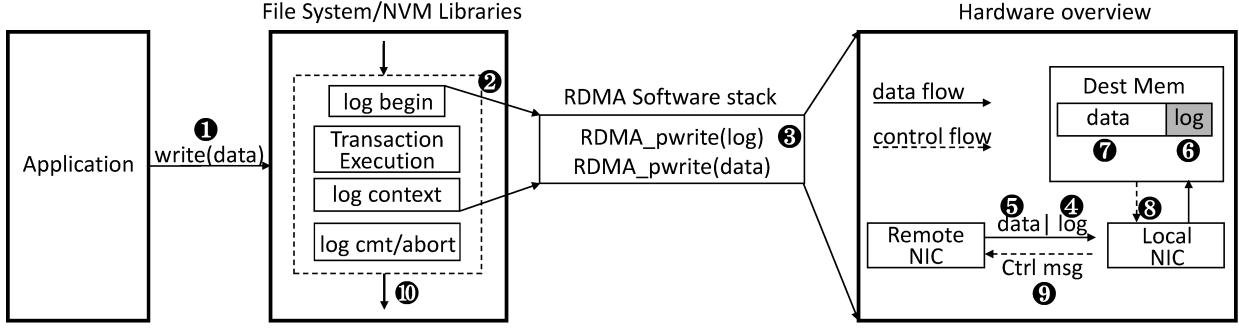 File System/NVM Libraries
Hardware overview
Application
❶
write(data)
❷
log begin
Transaction
Execution
log context
log cmt/abort
❿
RDMA Software stack
RDMA_pwrite(log)
RDMA_pwrite(data)
❸
data flow
control flow
Dest Mem
data
log
❼
❻
❺
❹
❽
data| log
Remote
NIC
Local
NIC
Ctrl msg
❾